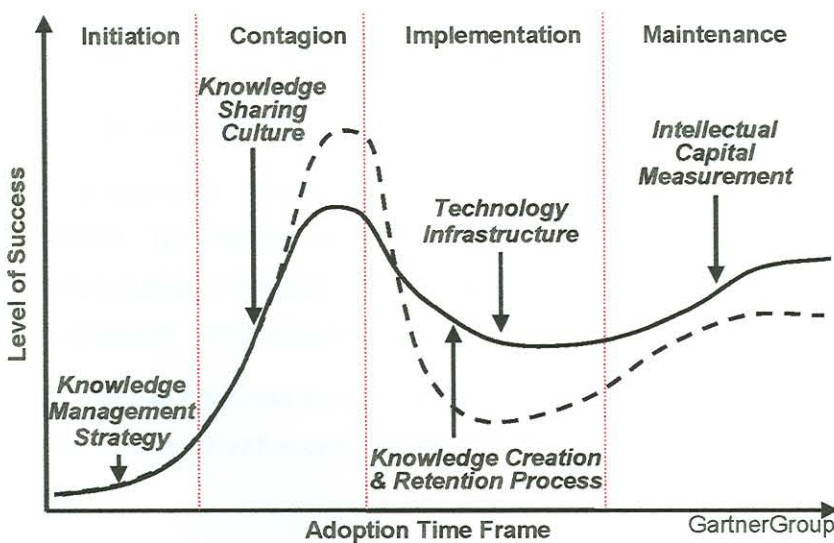 Initiation
Contagion
Implementation
Maintenance
Knowledge
Sharing
Culture
Intellectual
Capital
Measurement
Technology
Infrastructure
Level of Success
Knowledge
Management
Strategy
Knowledge Creation
& Retention Process
Adoption Time Frame
GartnerGroup